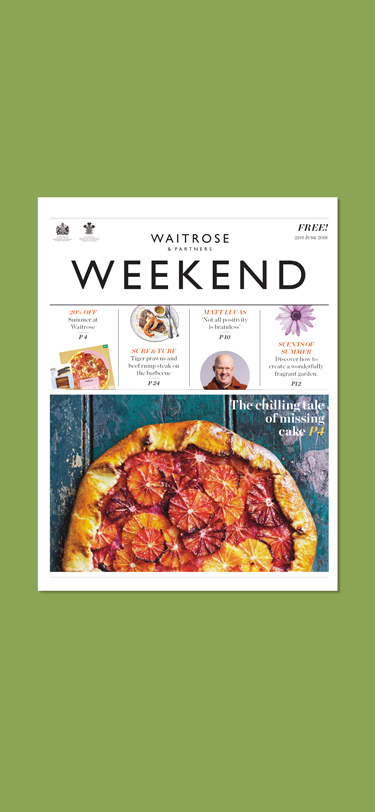 FREE!
21ST JUNE 2018
WAITROSE
& PARTNERS
WEEKEND
20% OFF
Summer at
Waitrose
P 4
SURF & TURF
Tiger prawns and
beef rump steak on
the barbecue
P 24
MATT LUCAS
'Not all positivity
is brainless'
P 10
SCENTS OF
SUMMER
Discover how to
create a wonderfully
fragrant garden.
P12
The chilling tale
of missing
cake P4